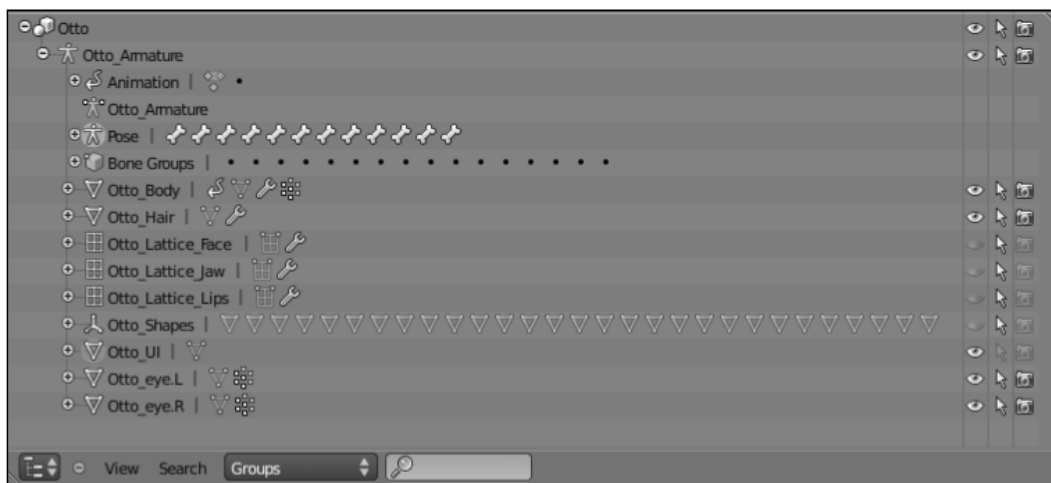 Otto
Otto_Armature
Animation |
Otto_Armature
Pose |
Bone Groups |
Otto_Body |
Otto_Hair |
Otto_Lattice_Face |
Otto_Lattice_Jaw |
Otto_Lattice_Lips |
Otto_Shapes |
Otto_UI |
Otto_eye.L |
Otto_eye.R |
View Search Groups